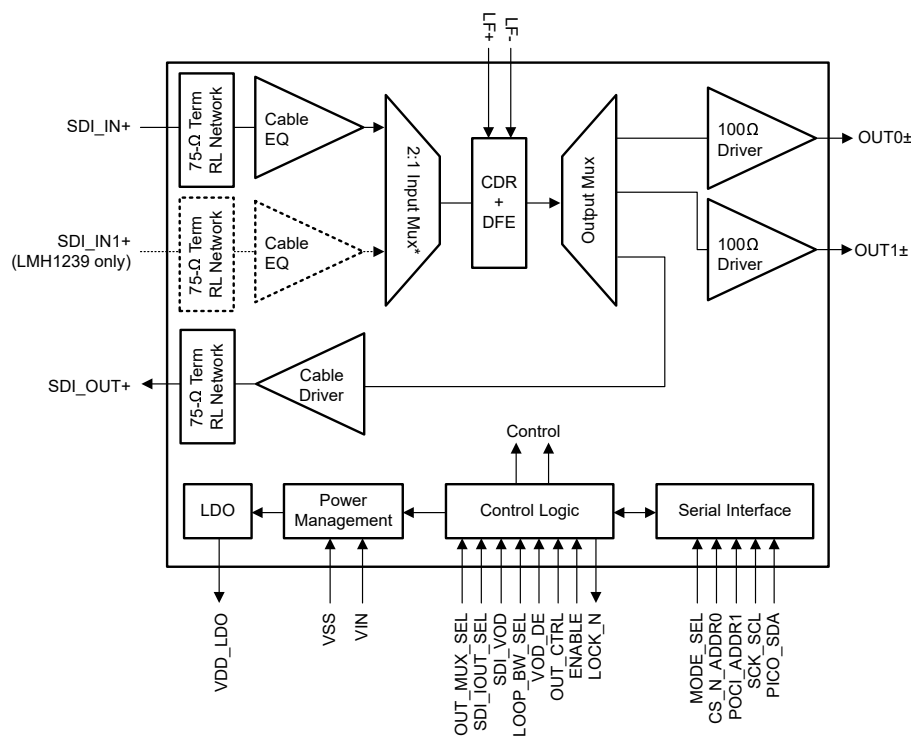 LF+
LF-
SDI_IN+
75-Ω Term
RL Network
Cable
EQ
2:1 Input Mux*
CDR
+
DFE
Output Mux
100Ω
Driver
OUT0±
SDI_IN1+
(LMH1239 only)
75-Ω Term
RL Network
Cable
EQ
100Ω
Driver
OUT1±
SDI_OUT+
75-Ω Term
RL Network
Cable
Driver
Control
LDO
Power
Management
Control Logic
Serial Interface
VDD_LDO
VSS
VIN
OUT_MUX_SEL
SDI_IOUT_SEL
SDI_VOD
LOOP_BW_SEL
VOD_DE
OUT_CTRL
ENABLE
LOCK_N
MODE_SEL
CS_N_ADDR0
POCI_ADDR1
SCK_SCL
PICO_SDA